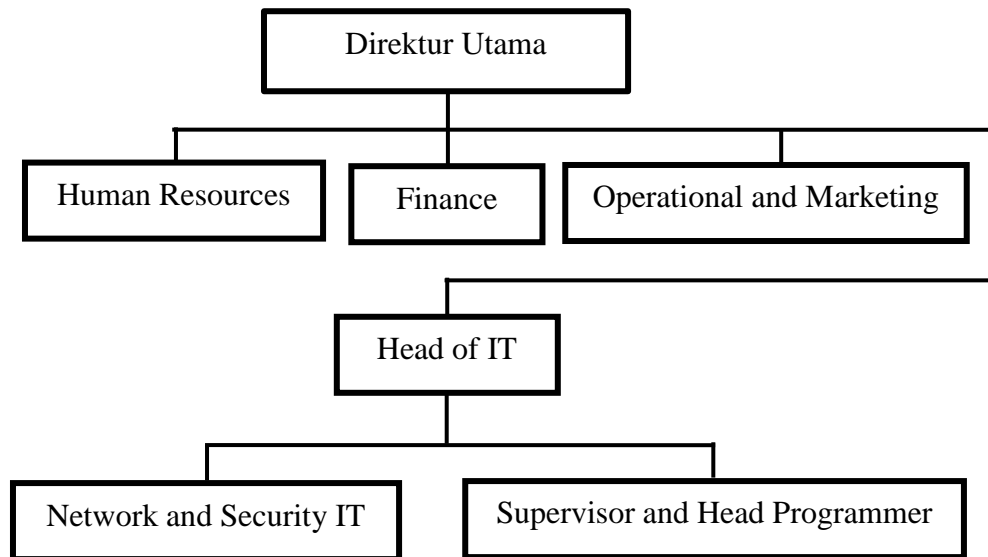 Direktur Utama
Human Resources
Finance
Operational and Marketing
Head of IT
Network and Security IT
Supervisor and Head Programmer